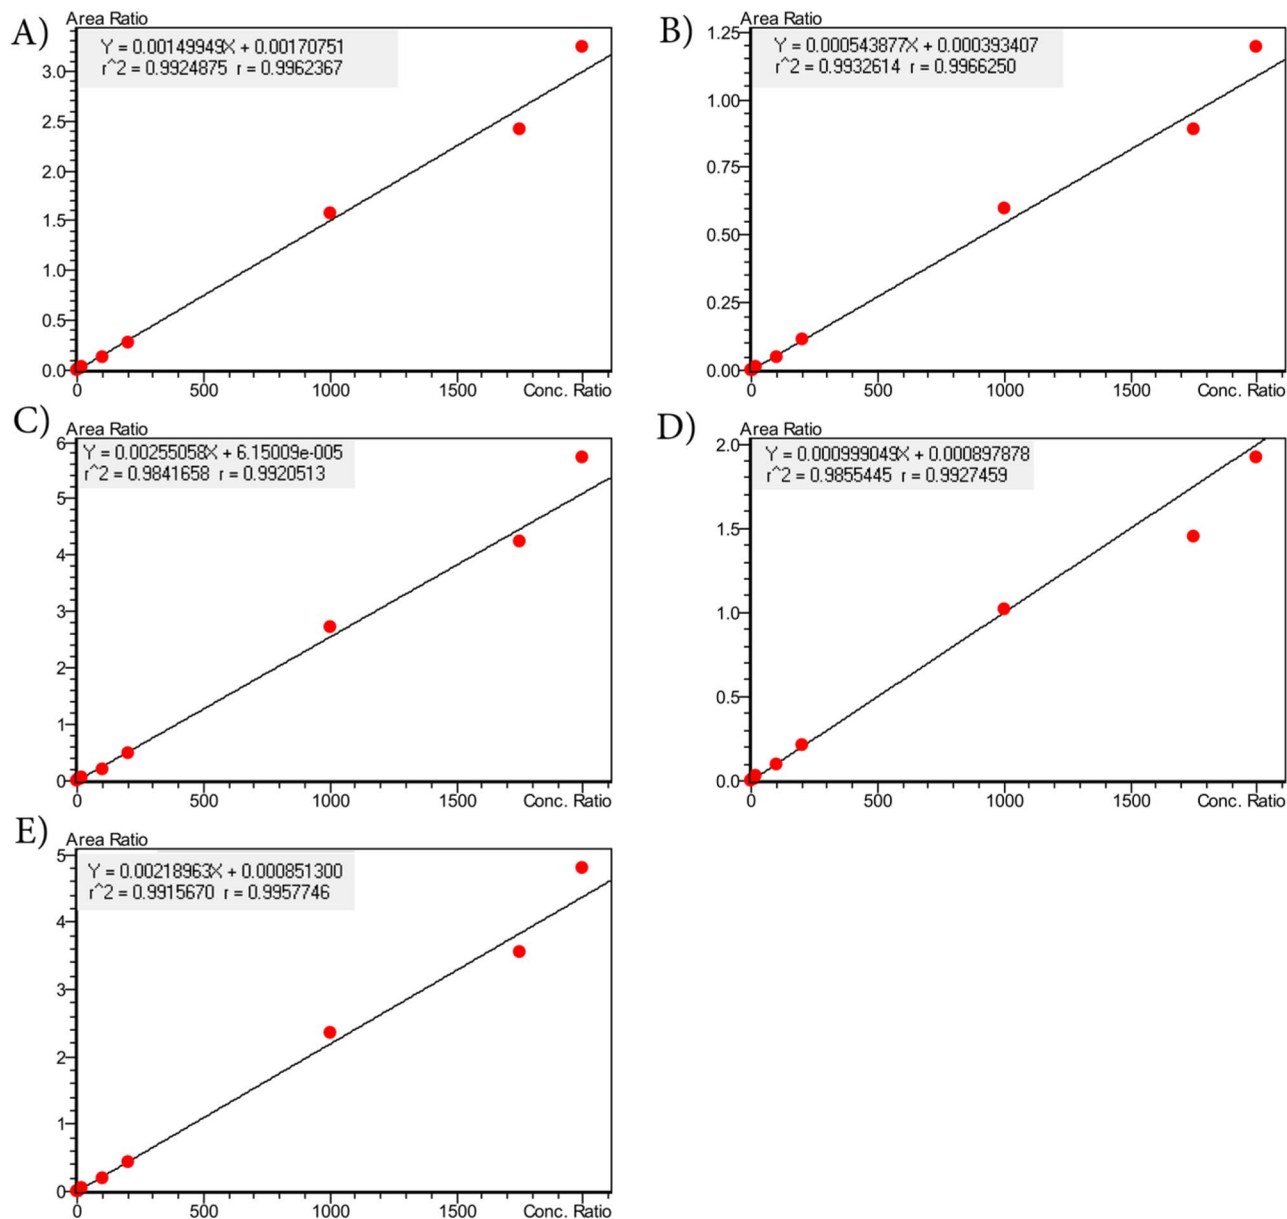 A)
Area Ratio
Y = 0.00149949X + 0.00170751
r^2 = 0.9924875 r = 0.9962367
3.0
2.5
2.0
1.5
1.0
0.5
0.0
0 500 1000 1500 Conc. Ratio
B)
Area Ratio
Y = 0.000543877X + 0.000393407
r^2 = 0.9932614 r = 0.9966250
1.25
1.00
0.75
0.50
0.25
0.00
0 500 1000 1500 Conc. Ratio
C)
Area Ratio
Y = 0.00255058X + 6.15009e-005
r^2 = 0.9841658 r = 0.9920513
6
5
4
3
2
1
0
0 500 1000 1500 Conc. Ratio
D)
Area Ratio
Y = 0.000999049X + 0.000897878
r^2 = 0.9855445 r = 0.9927459
2.0
1.5
1.0
0.5
0.0
0 500 1000 1500 Conc. Ratio
E)
Area Ratio
Y = 0.00218963X + 0.000851300
r^2 = 0.9915670 r = 0.9957746
5
4
3
2
1
0
0 500 1000 1500 Conc. Ratio